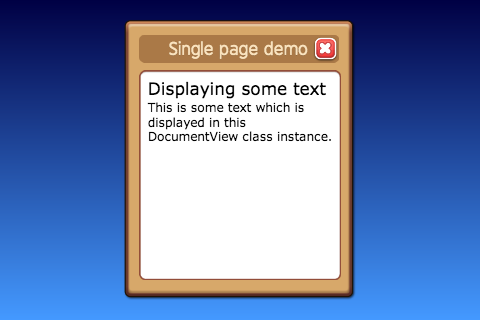 Single page demo
Displaying some text
This is some text which is
displayed in this
DocumentView class instance.